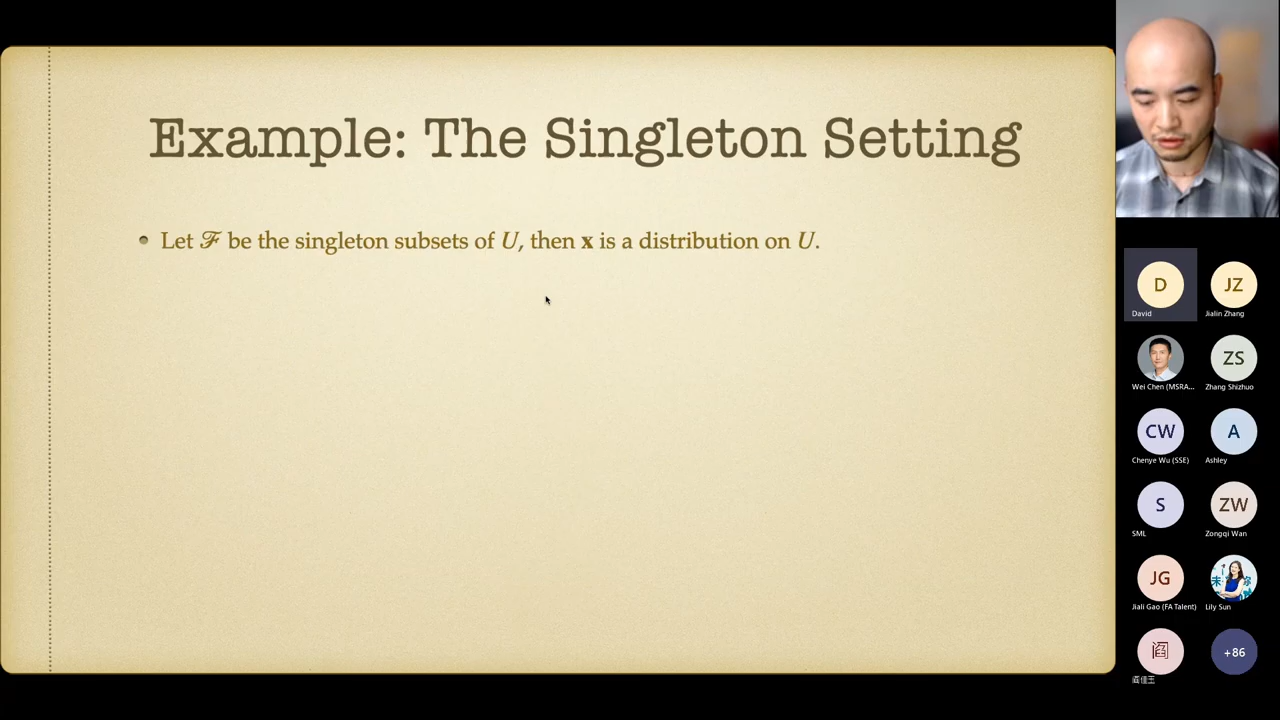 Example: The Singleton Setting
• Let ℱ be the singleton subsets of U, then x is a distribution on U.
D
David
JZ
Jialin Zhang
Wei Chen (MSRA...
ZS
Zhang Shizhuo
CW
Chenye Wu (SSE)
A
Ashley
S
SML
ZW
Zongqi Wan
JG
Jiali Gao (FA Talent)
Lily Sun
+86